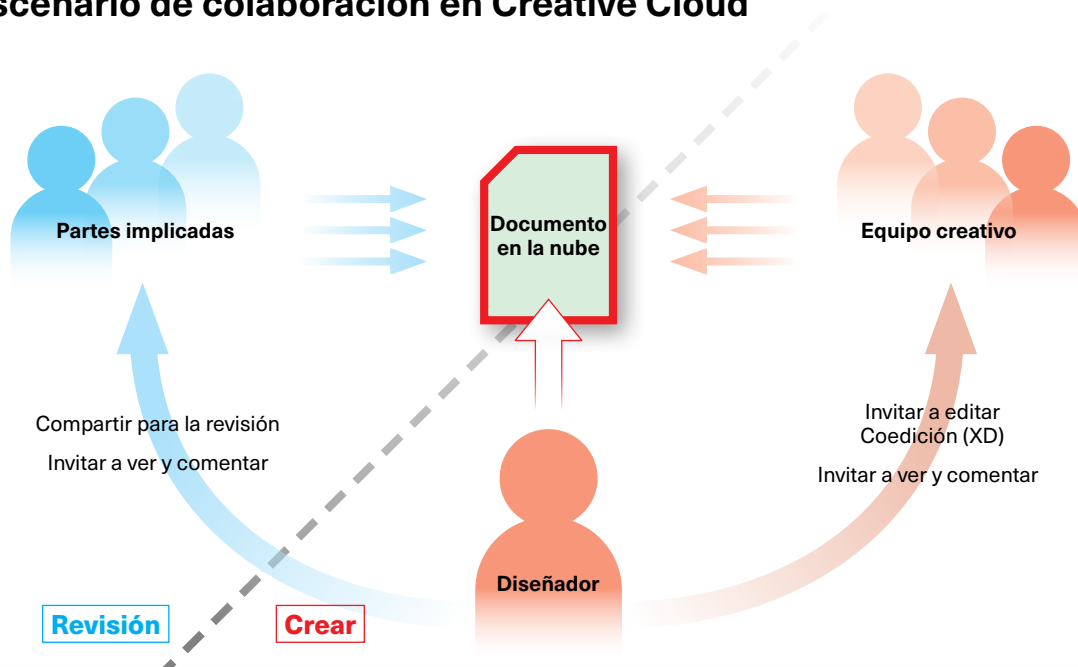 scenario de colaboración en Creative Cloud
Partes implicadas
Documento
en la nube
Equipo creativo
Compartir para la revisión
Invitar a ver y comentar
Invitar a editar
Coedición (XD)
Invitar a ver y comentar
Diseñador
Revisión
Crear